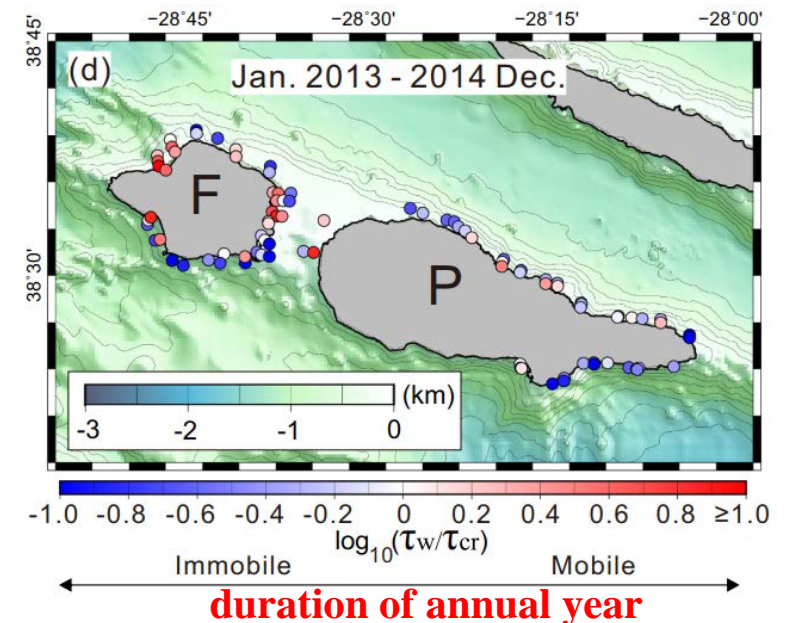 −28˚45' −28˚30' −28˚15' −28˚00'
38˚45'
(d)
Jan. 2013 - 2014 Dec.
F
P
38˚30'
(km)
-3 -2 -1 0
-1.0 -0.8 -0.6 -0.4 -0.2 0 0.2 0.4 0.6 0.8 ≥1.0
log10(τw/τcr)
Immobile Mobile
duration of annual year